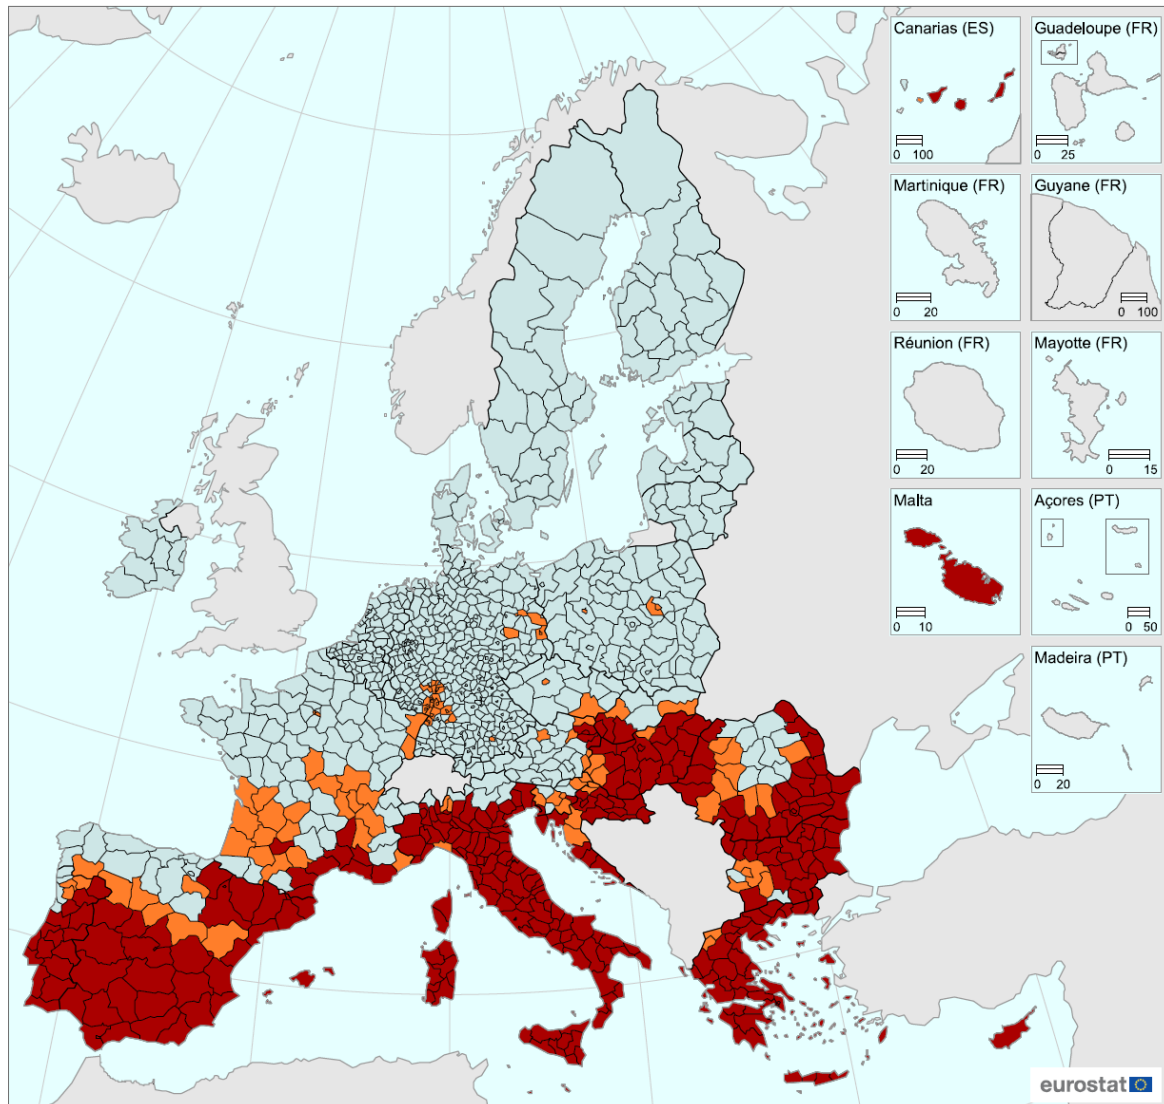 Canarias (ES)
0 100
Guadeloupe (FR)
0 25
Martinique (FR)
0 20
Guyane (FR)
0 100
Réunion (FR)
0 20
Mayotte (FR)
0 15
Malta
0 10
Açores (PT)
0 50
Madeira (PT)
0 20
eurostat